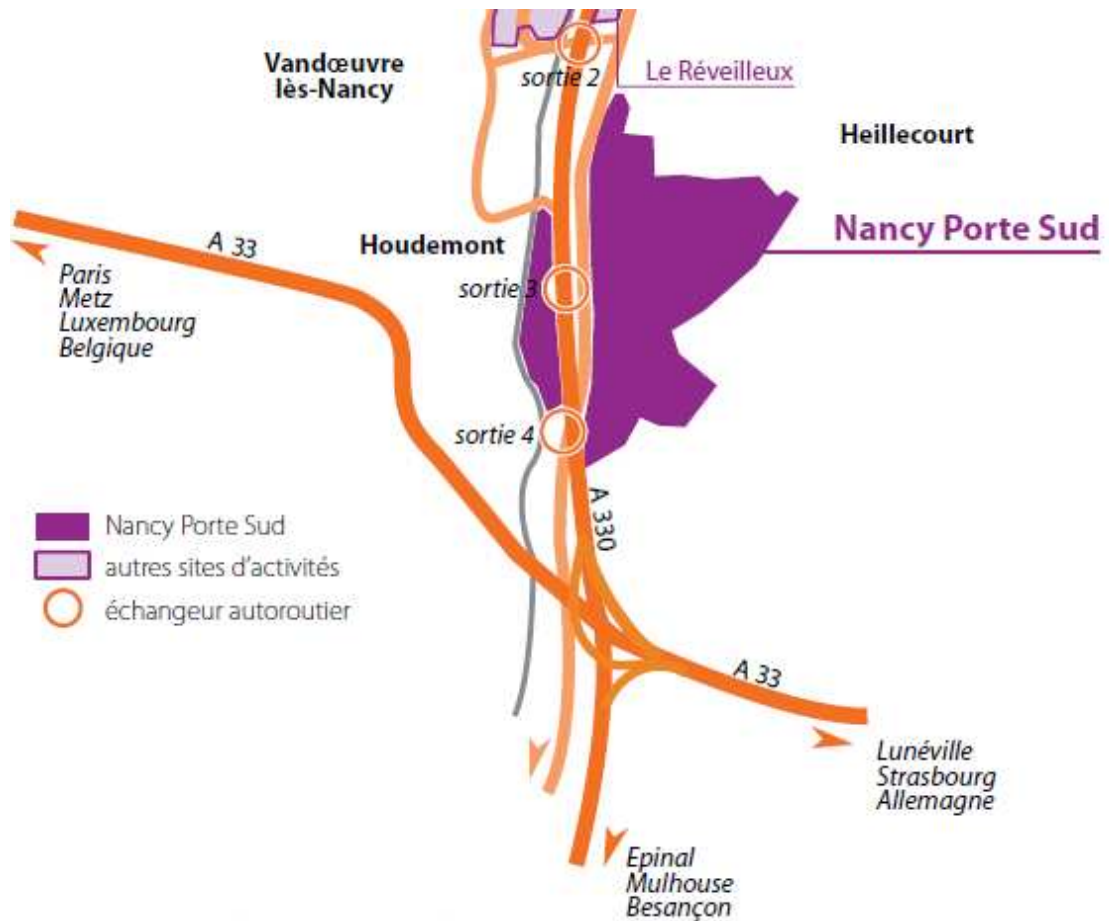 Vandœuvre
lès-Nancy
sortie 2
Le Réveilleux
Heillecourt
Nancy Porte Sud
A 33
Houdemont
Paris
Metz
Luxembourg
Belgique
sortie 3
sortie 4
A 330
Nancy Porte Sud
autres sites d'activités
échangeur autoroutier
A 33
Lunéville
Strasbourg
Allemagne
Epinal
Mulhouse
Besançon